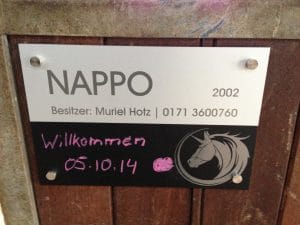 NAPPO 2002
Besitzer: Muriel Hotz | 0171 3600760
Willkommen
05.10.14